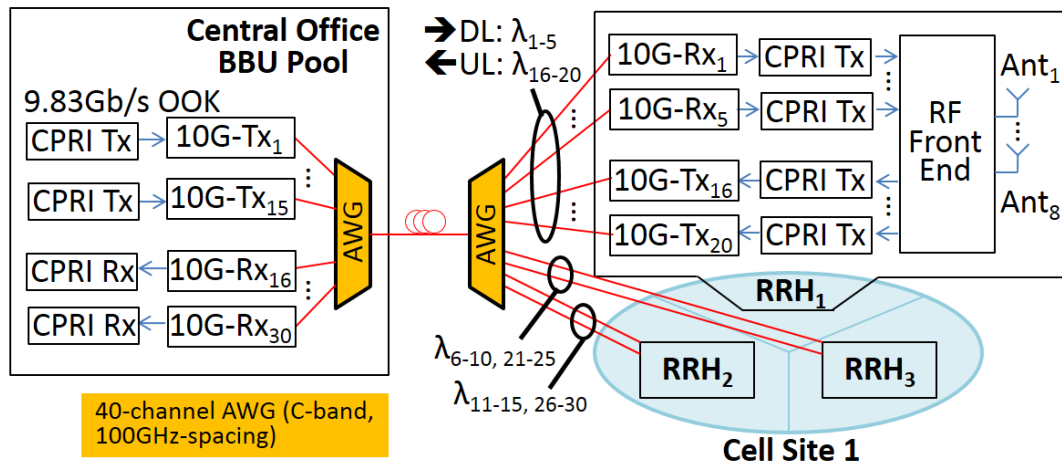 Central Office
BBU Pool
9.83Gb/s OOK
CPRI Tx
10G-Tx₁
⋮
CPRI Tx
10G-Tx₁₅
CPRI Rx
10G-Rx₁₆
⋮
CPRI Rx
10G-Rx₃₀
AWG
AWG
40-channel AWG (C-band,
100GHz-spacing)
➔DL: λ₁₋₅
🡸UL: λ₁₆₋₂₀
⋮
⋮
10G-Rx₁
CPRI Tx
⋮
10G-Rx₅
CPRI Tx
10G-Tx₁₆
CPRI Tx
⋮
10G-Tx₂₀
CPRI Tx
RF
Front
End
Ant₁
⋮
Ant₈
RRH₁
λ₆₋₁₀, ₂₁₋₂₅
λ₁₁₋₁₅, ₂₆₋₃₀
RRH₂
RRH₃
Cell Site 1